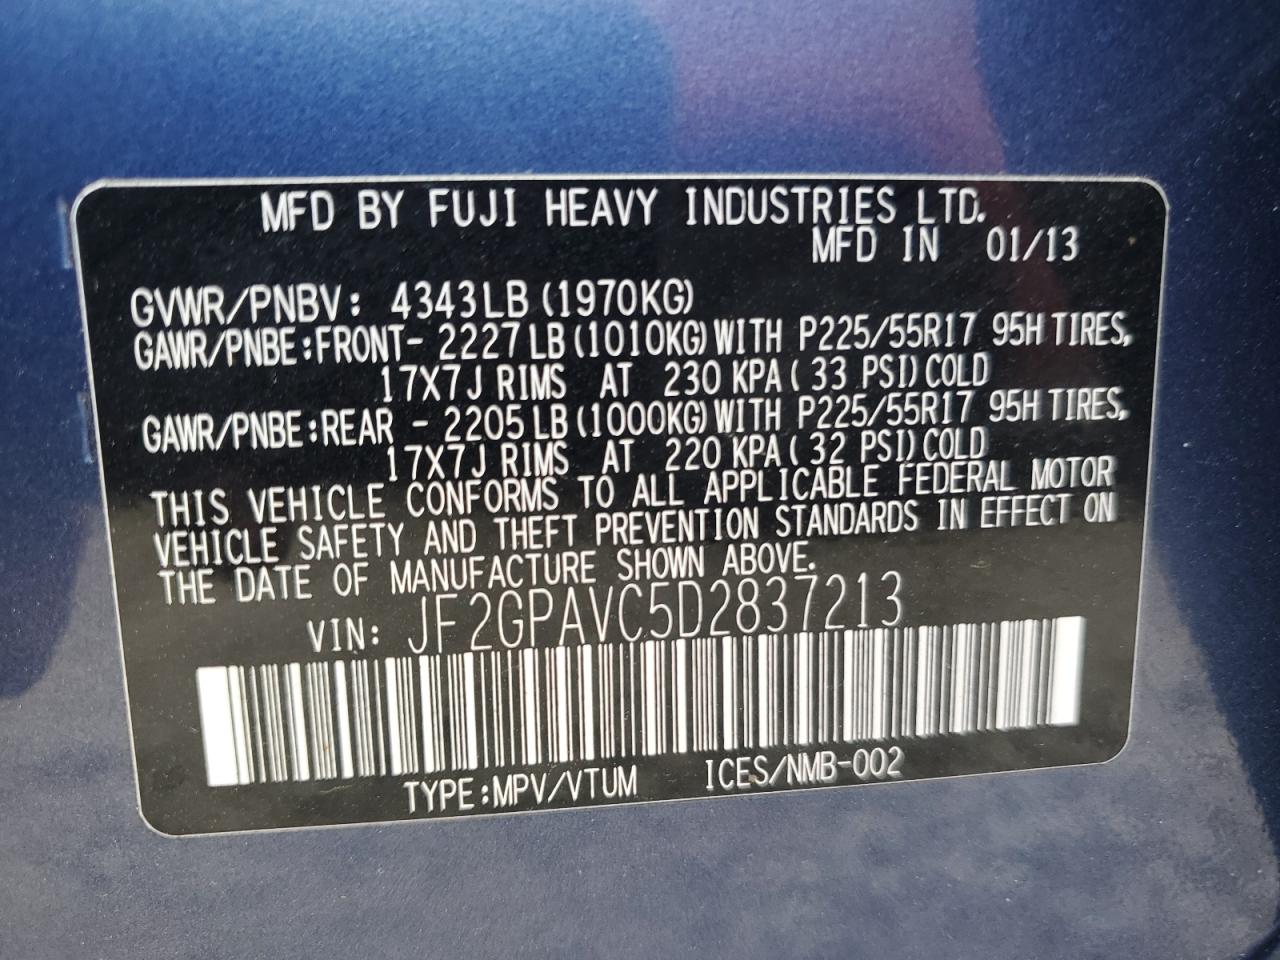 MFD BY FUJI HEAVY INDUSTRIES LTD.
MFD IN 01/13
GVWR/PNBV: 4343LB (1970KG)
GAWR/PNBE:FRONT- 2227LB (1010KG) WITH P225/55R17 95H TIRES,
17X7J RIMS AT 230 KPA ( 33 PSI) COLD
GAWR/PNBE:REAR - 2205LB (1000KG) WITH P225/55R17 95H TIRES,
17X7J RIMS AT 220 KPA ( 32 PSI) COLD
THIS VEHICLE CONFORMS TO ALL APPLICABLE FEDERAL MOTOR
VEHICLE SAFETY AND THEFT PREVENTION STANDARDS IN EFFECT ON
THE DATE OF MANUFACTURE SHOWN ABOVE.
VIN: JF2GPAVC5D2837213
TYPE:MPV/VTUM ICES/NMB-002